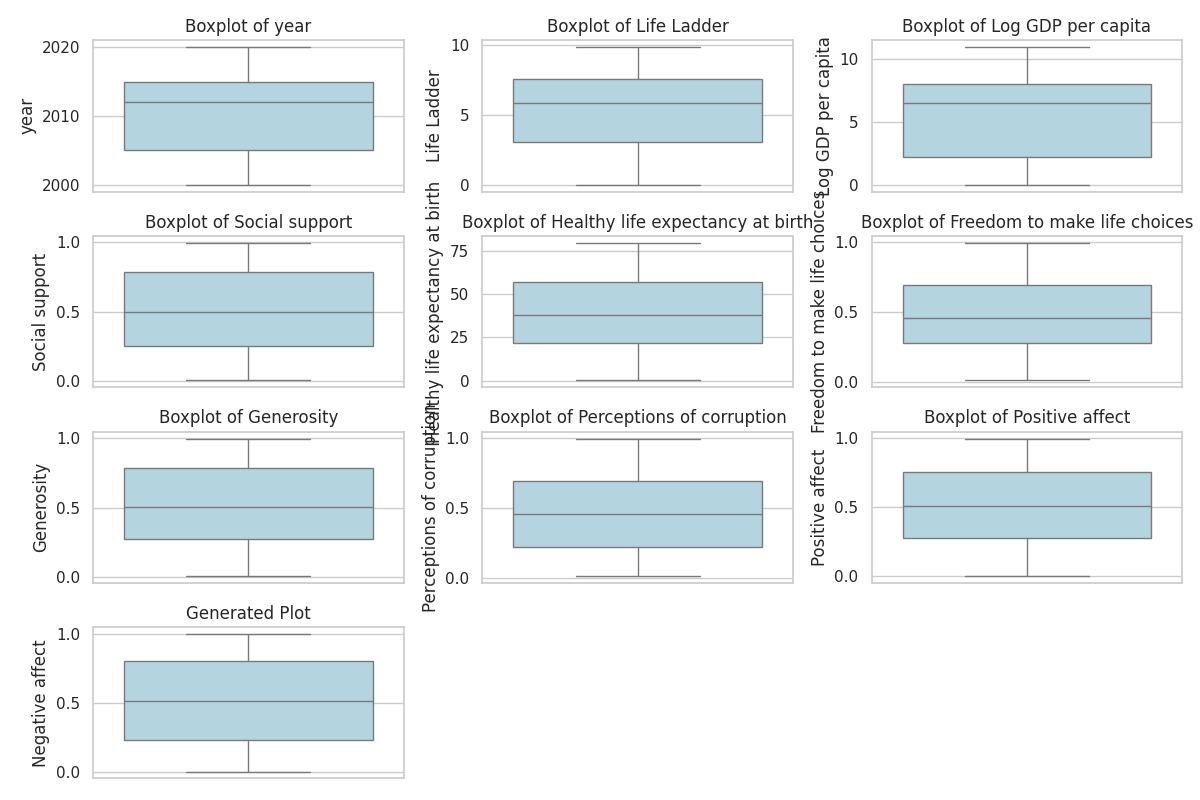 Boxplot of year
year
2020
2010
2000
Boxplot of Life Ladder
Life Ladder
10
5
0
Boxplot of Log GDP per capita
Log GDP per capita
10
5
0
Boxplot of Social support
Social support
1.0
0.5
0.0
Boxplot of Healthy life expectancy at birth
Healthy life expectancy at birth
75
50
25
0
Boxplot of Freedom to make life choices
Freedom to make life choices
1.0
0.5
0.0
Boxplot of Generosity
Generosity
1.0
0.5
0.0
Boxplot of Perceptions of corruption
Perceptions of corruption
1.0
0.5
0.0
Boxplot of Positive affect
Positive affect
1.0
0.5
0.0
Generated Plot
Negative affect
1.0
0.5
0.0